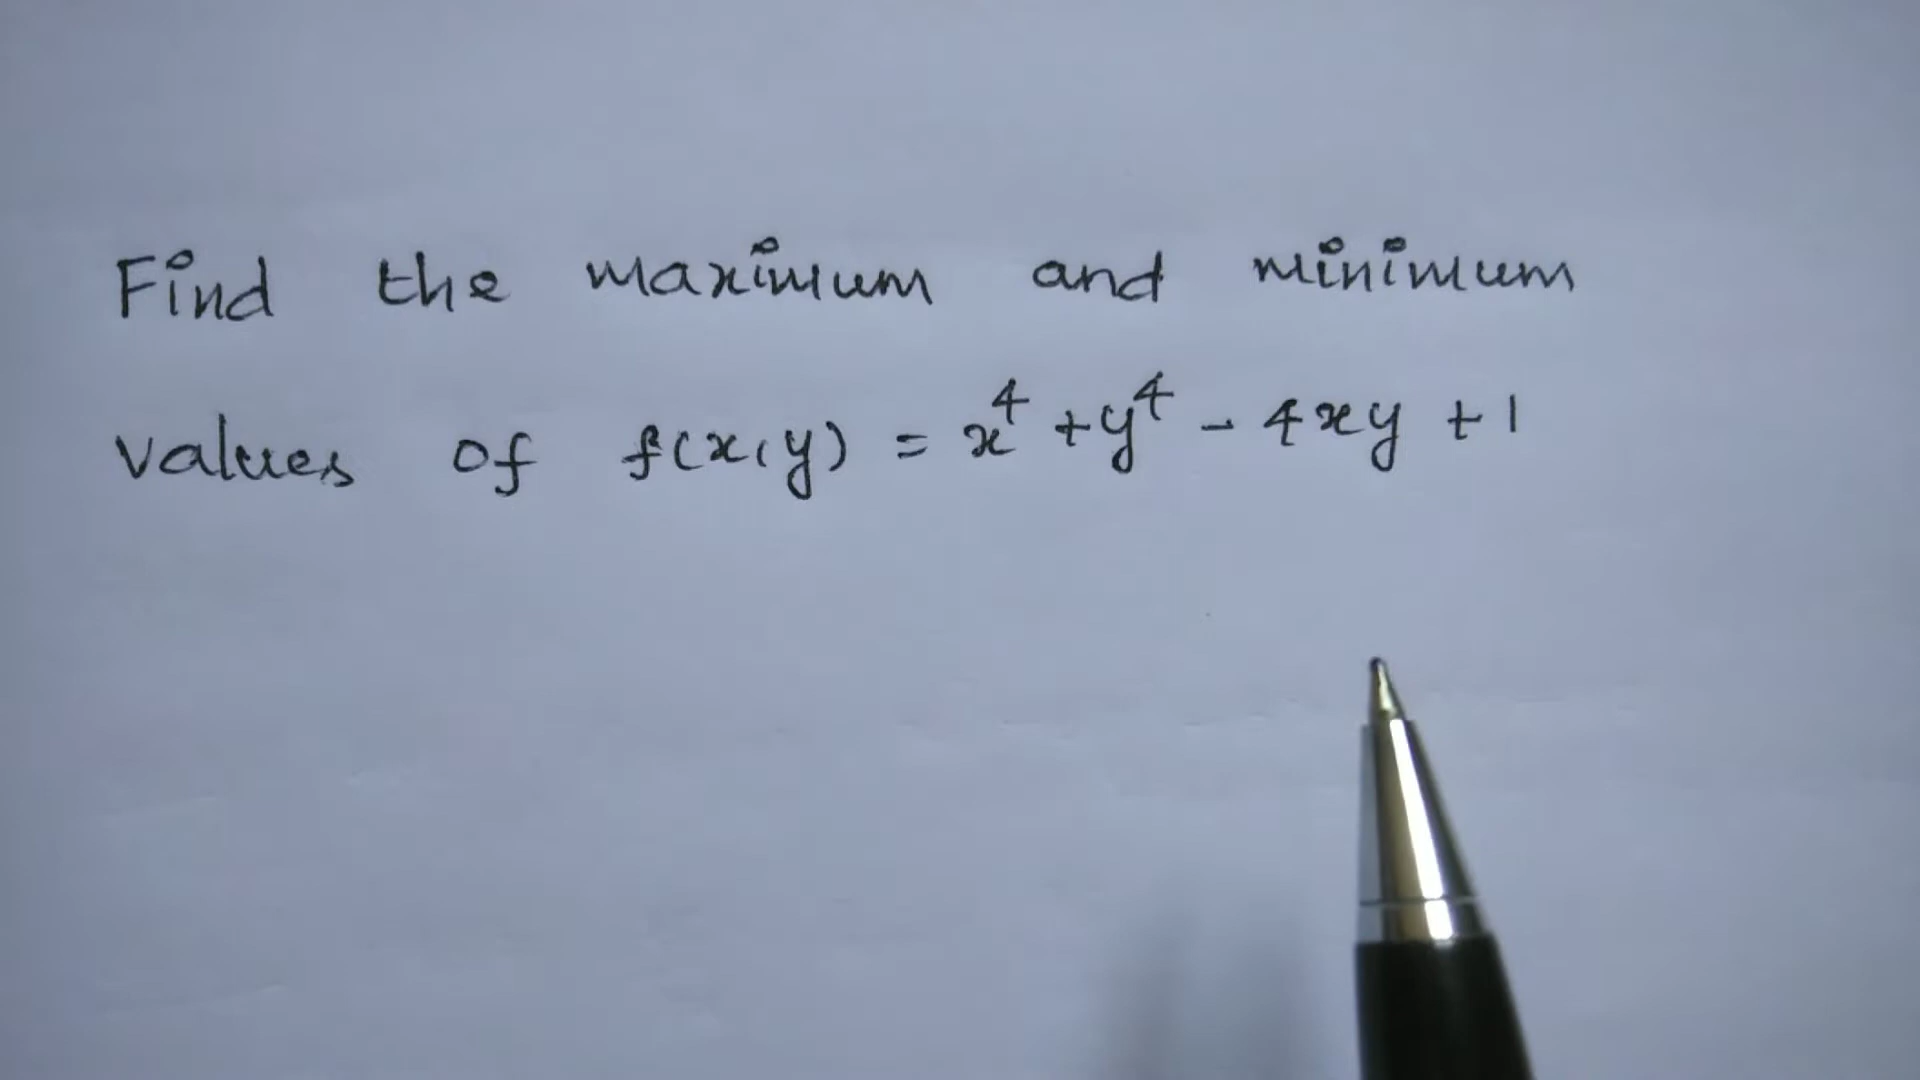 Find the maximum and minimum
values of f(x,y) = x⁴ + y⁴ - 4xy + 1